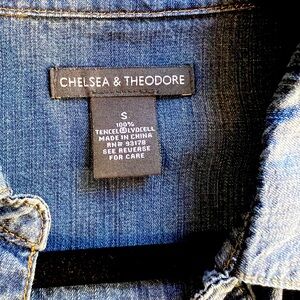 CHELSEA & THEODORE
S
100%
TENCEL® LYOCELL
MADE IN CHINA
RN# 93178
SEE REVERSE
FOR CARE